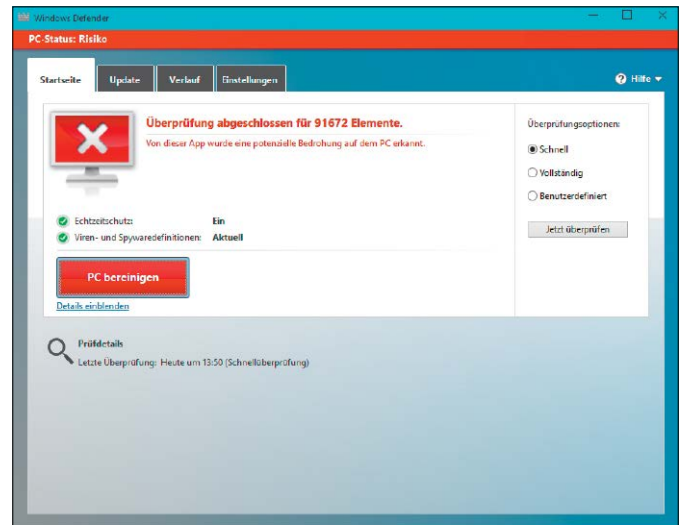 Windows Defender
PC-Status: Risiko
Startseite
Update
Verlauf
Einstellungen
Hilfe
Überprüfung abgeschlossen für 91672 Elemente.
Von dieser App wurde eine potenzielle Bedrohung auf dem PC erkannt.
Echtzeitschutz: Ein
Viren- und Spywaredefinitionen: Aktuell
PC bereinigen
Details einblenden
Überprüfungsoptionen:
Schnell
Vollständig
Benutzerdefiniert
Jetzt überprüfen
Prüfdetails
Letzte Überprüfung: Heute um 13:50 (Schnellüberprüfung)